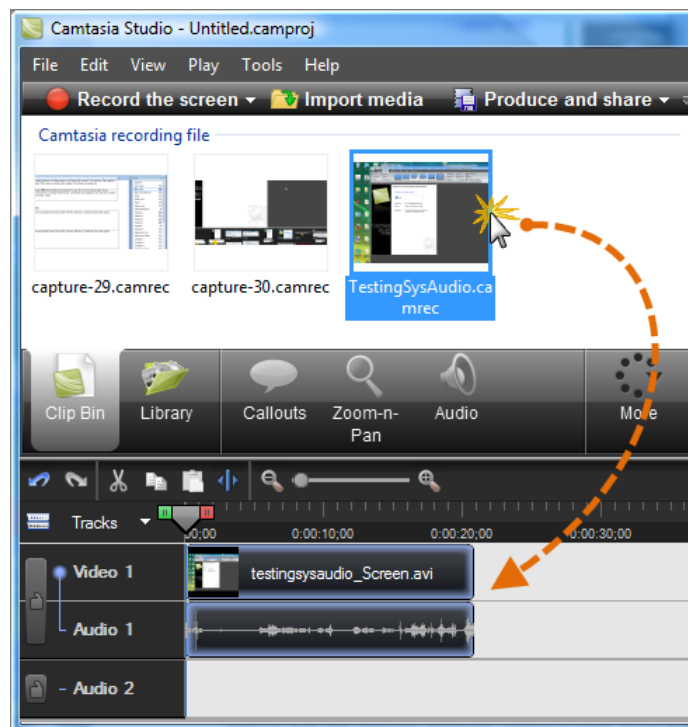 Camtasia Studio - Untitled.camproj
File Edit View Play Tools Help
Record the screen Import media Produce and share
Camtasia recording file
capture-29.camrec capture-30.camrec TestingSysAudio.ca
mrec
Clip Bin Library Callouts Zoom-n- Audio More
Pan
Tracks
00;00 0:00:10;00 0:00:20;00 0:00:30;00
Video 1 testingsysaudio_Screen.avi
Audio 1
- Audio 2